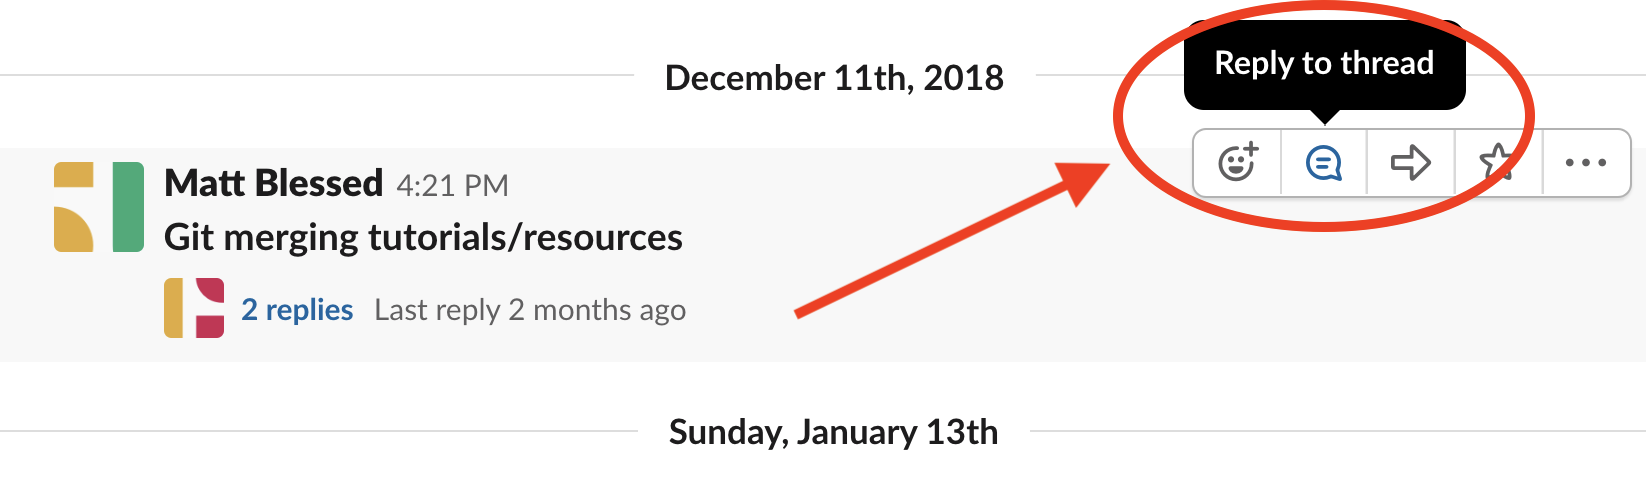 Reply to thread
December 11th, 2018
Matt Blessed 4:21 PM
Git merging tutorials/resources
2 replies Last reply 2 months ago
Sunday, January 13th